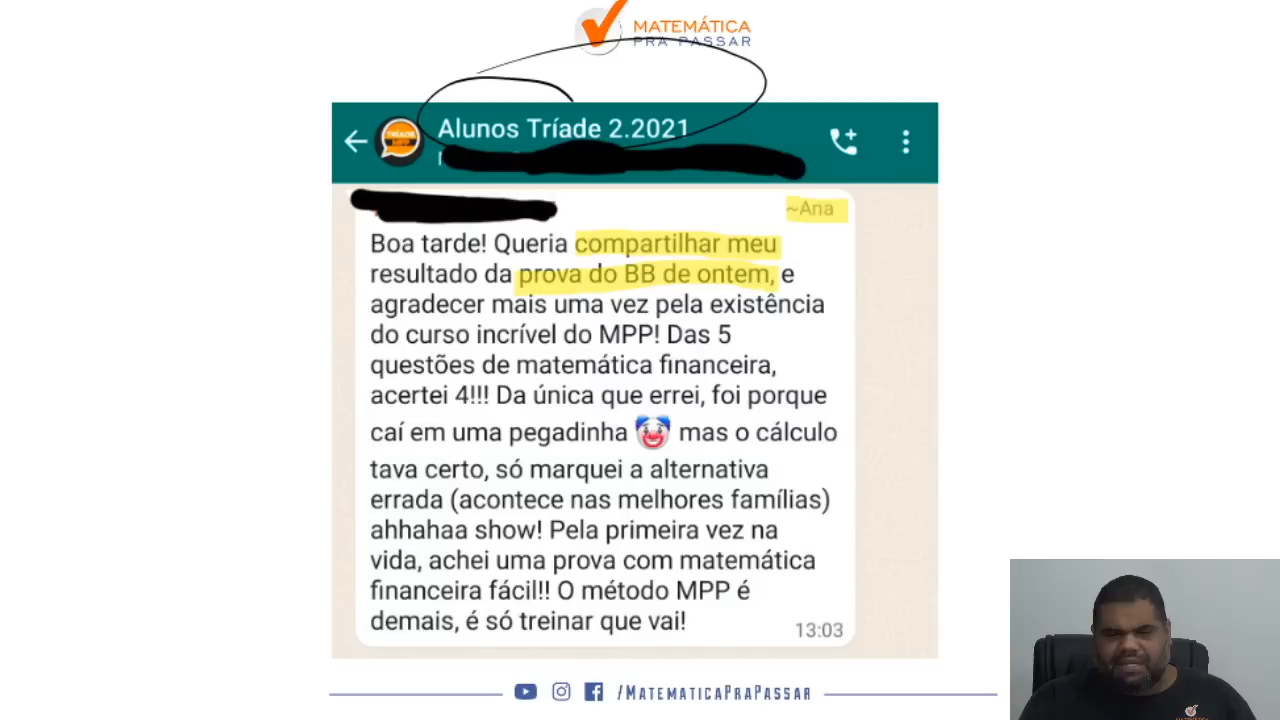 MATEMÁTICA
PRA PASSAR
Alunos Tríade 2.2021
~Ana
Boa tarde! Queria compartilhar meu
resultado da prova do BB de ontem, e
agradecer mais uma vez pela existência
do curso incrível do MPP! Das 5
questões de matemática financeira,
acertei 4!!! Da única que errei, foi porque
caí em uma pegadinha 🤡 mas o cálculo
tava certo, só marquei a alternativa
errada (acontece nas melhores famílias)
ahhahaa show! Pela primeira vez na
vida, achei uma prova com matemática
financeira fácil!! O método MPP é
demais, é só treinar que vai!
13:03
/MATEMATICAPRAPASSAR